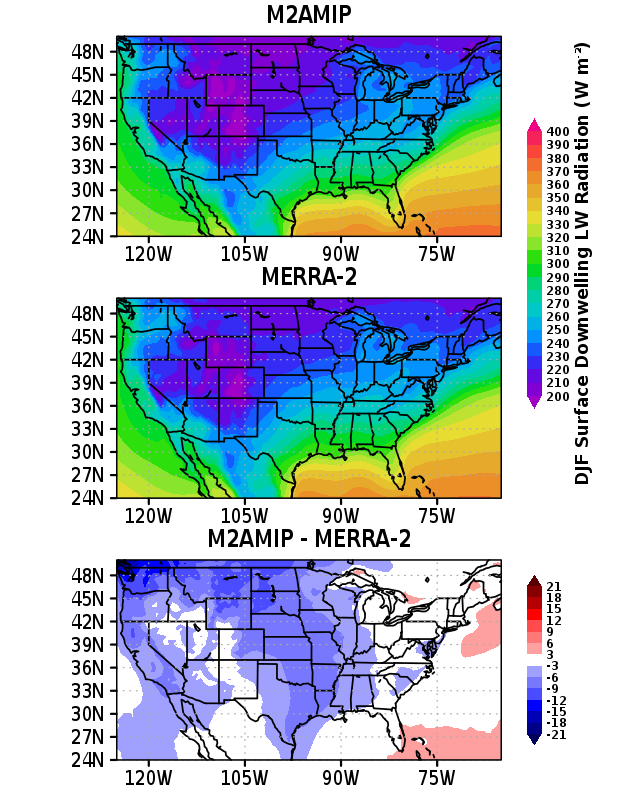 M2AMIP
48N
45N
42N
39N
36N
33N
30N
27N
24N
120W 105W 90W 75W
MERRA-2
48N
45N
42N
39N
36N
33N
30N
27N
24N
120W 105W 90W 75W
M2AMIP - MERRA-2
48N
45N
42N
39N
36N
33N
30N
27N
24N
120W 105W 90W 75W
400
390
380
370
360
350
340
330
320
310
300
290
280
270
260
250
240
230
220
210
200
DJF Surface Downwelling LW Radiation (W m⁻²)
21
18
15
12
9
6
3
-3
-6
-9
-12
-15
-18
-21